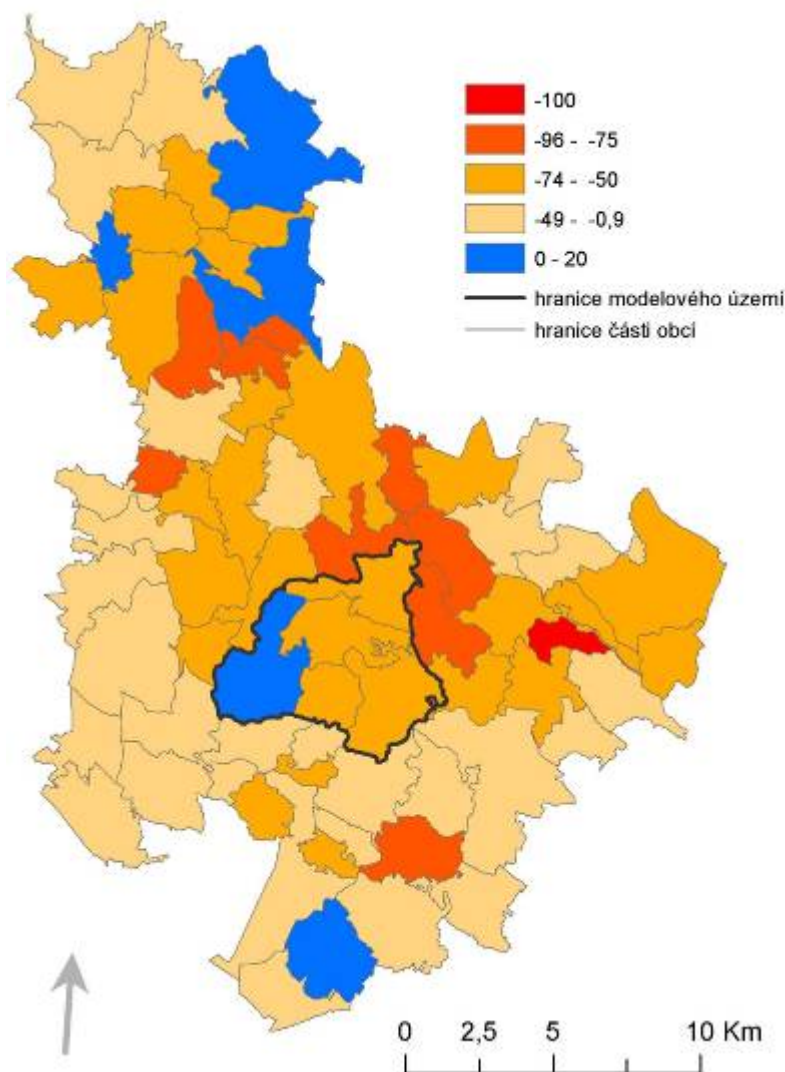 -100
-96 - -75
-74 - -50
-49 - -0,9
0 - 20
hranice modelového území
hranice části obcí
0 2,5 5 10 Km